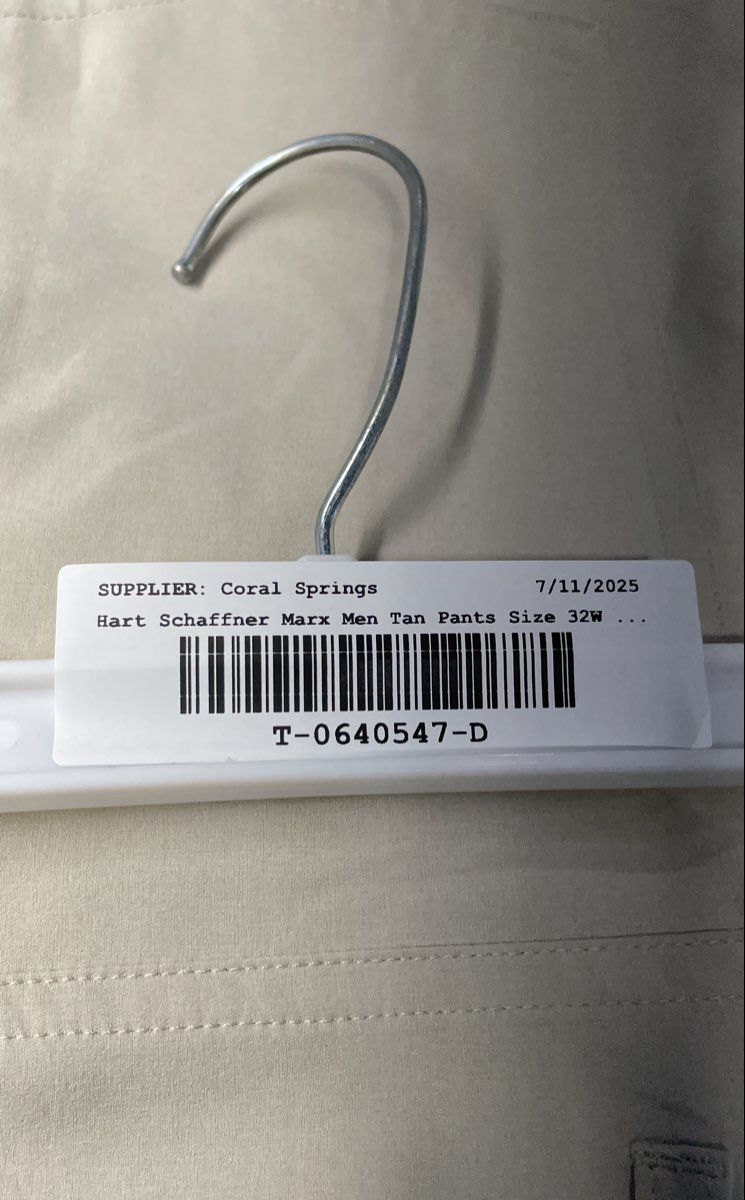 SUPPLIER: Coral Springs 7/11/2025
Hart Schaffner Marx Men Tan Pants Size 32W ...
T-0640547-D